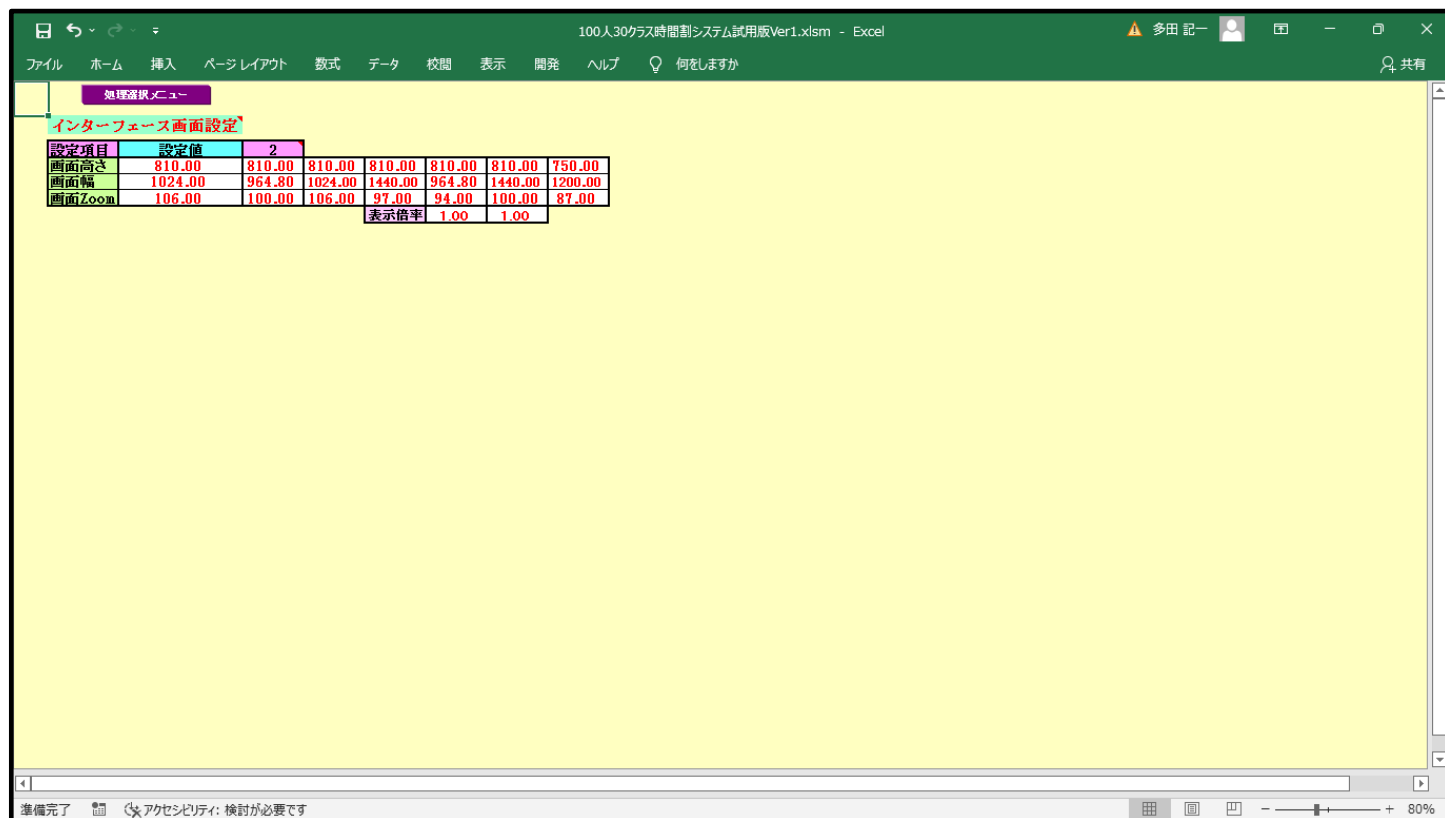 100人30クラス時間割システム試用版Ver1.xlsm - Excel
多田 記一
ファイル ホーム 挿入 ページ レイアウト 数式 データ 校閲 表示 開発 ヘルプ 何をしますか 共有
処理選択メニュー
インターフェース画面設定
設定項目 設定値 2
画面高さ 810.00 810.00 810.00 810.00 810.00 810.00 750.00
画面幅 1024.00 964.80 1024.00 1440.00 964.80 1440.00 1200.00
画面Zoom 106.00 100.00 106.00 97.00 94.00 100.00 87.00
表示倍率 1.00 1.00
準備完了 アクセシビリティ: 検討が必要です 80%